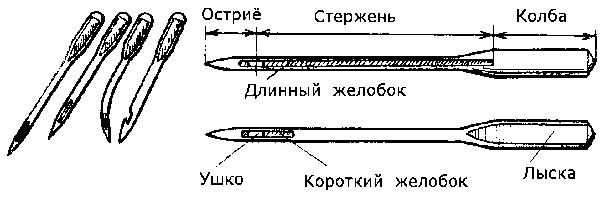 Остриё Стержень Колба
Длинный желобок
Ушко Короткий желобок Лыска